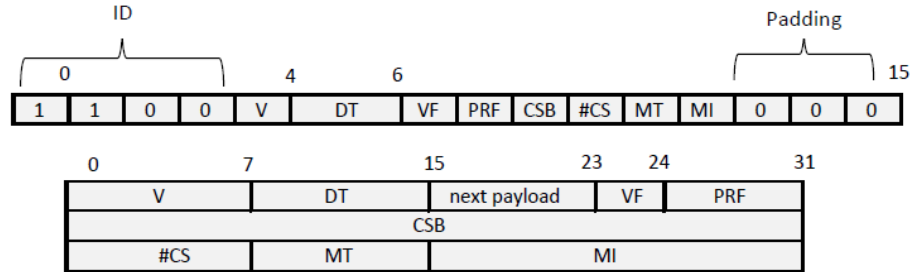 ID
Padding
0 4 6 15
1 1 0 0 V DT VF PRF CSB #CS MT MI 0 0 0
0 7 15 23 24 31
V DT next payload VF PRF
CSB
#CS MT MI